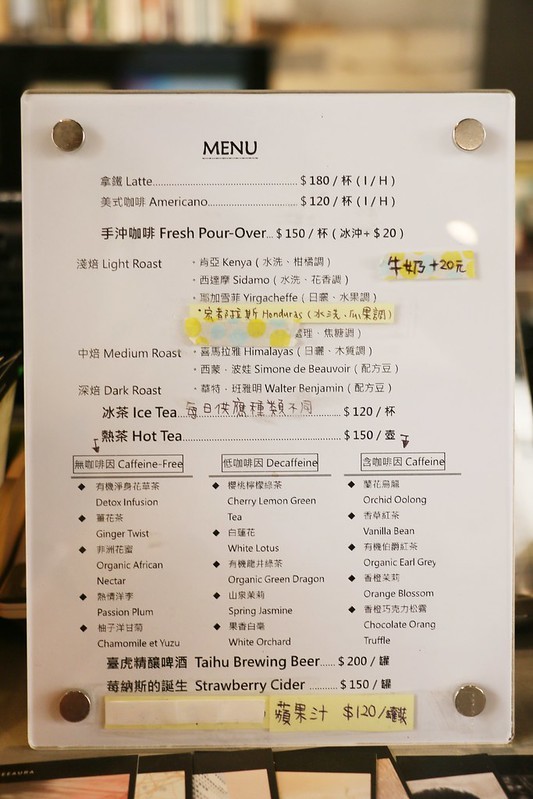 MENU
拿鐵 Latte............................................. $ 180 / 杯 ( I / H )
美式咖啡 Americano............................ $ 120 / 杯 ( I / H )
手沖咖啡 Fresh Pour-Over... $ 150 / 杯 ( 冰沖+ $ 20 )
淺焙 Light Roast
・肯亞 Kenya ( 水洗、柑橘調 )
牛奶 +20元
・西達摩 Sidamo ( 水洗、花香調 )
・耶加雪菲 Virgacheffe ( 日曬、水果調 )
・宏都拉斯 Honduras ( 水洗、瓜果調 )
處理、焦糖調 )
中焙 Medium Roast
・喜馬拉雅 Himalayas ( 日曬、木質調 )
・西蒙・波娃 Simone de Beauvoir ( 配方豆 )
深焙 Dark Roast
・華特・班雅明 Walter Benjamin ( 配方豆 )
冰茶 Ice Tea 每日供應種類不同 $ 120 / 杯
熱茶 Hot Tea.......................................... $ 150 / 壺
無咖啡因 Caffeine-Free
◆ 有機淨身花草茶
Detox Infusion
◆ 薑花茶
Ginger Twist
◆ 非洲花蜜
Organic African
Nectar
◆ 熱情洋李
Passion Plum
◆ 柚子洋甘菊
Chamomile et Yuzu
低咖啡因 Decaffeine
◆ 櫻桃檸檬綠茶
Cherry Lemon Green
Tea
◆ 白蓮花
White Lotus
◆ 有機龍井綠茶
Organic Green Dragon
◆ 山泉茉莉
Spring Jasmine
◆ 果香白毫
White Orchard
含咖啡因 Caffeine
◆ 蘭花烏龍
Orchid Oolong
◆ 香草紅茶
Vanilla Bean
◆ 有機伯爵紅茶
Organic Earl Grey
◆ 香橙茉莉
Orange Blossom
◆ 香橙巧克力松露
Chocolate Orang
Truffle
臺虎精釀啤酒 Taihu Brewing Beer...... $ 200 / 罐
莓納斯的誕生 Strawberry Cider ....... $ 150 / 罐
蘋果汁 $120/罐裝